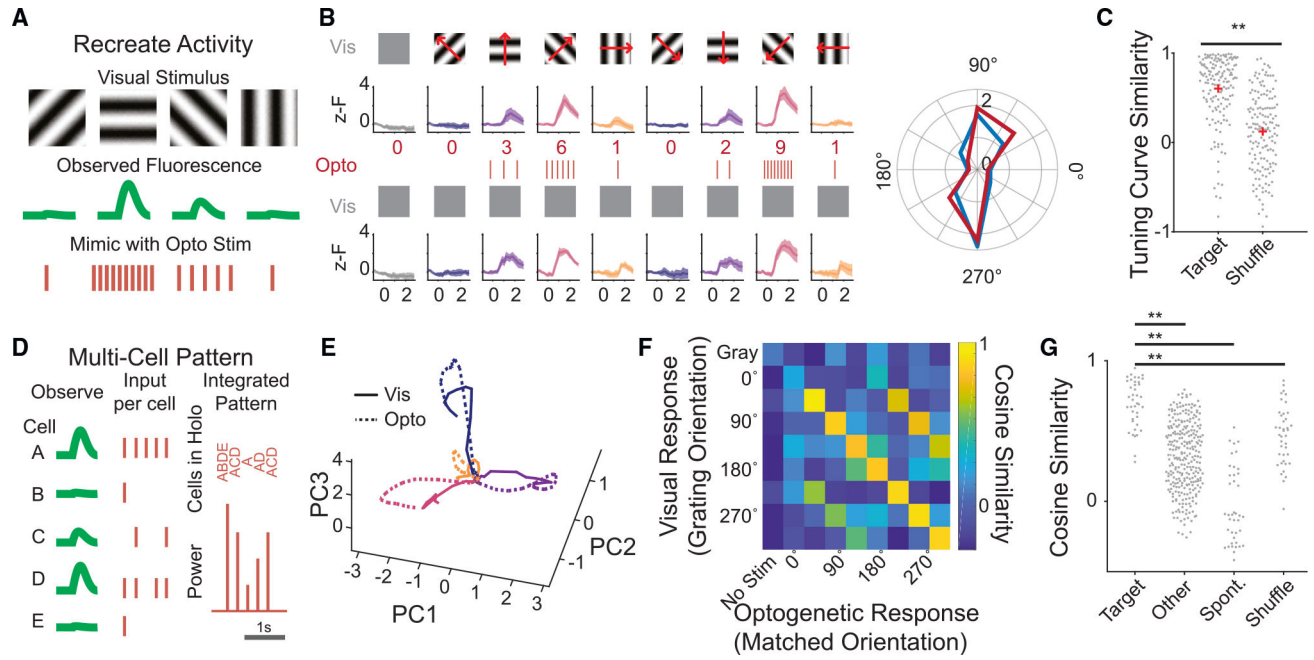 A
Recreate Activity
Visual Stimulus
Observed Fluorescence
Mimic with Opto Stim
B
Vis
z-F
4
0
0 0 3 6 1 0 2 9 1
Opto
Vis
z-F
4
0
0 2 0 2 0 2 0 2 0 2 0 2 0 2 0 2 0 2
90°
2
0
180°
0°
270°
C
**
Tuning Curve Similarity
1
0
-1
Target
Shuffle
D
Multi-Cell Pattern
Observe
Input per cell
Integrated Pattern
Cell
A
B
C
D
E
Cells in Holo
ABDE
ACD
A
AD
ACD
Power
1s
E
Vis
Opto
PC3
4
2
0
-3 -2 -1 0 1 2 3
PC1
1
0
-1
PC2
F
Visual Response
(Grating Orientation)
Gray
0°
90°
180°
270°
No Stim 0° 90° 180° 270°
Optogenetic Response
(Matched Orientation)
1
0
Cosine Similarity
G
**
**
**
Cosine Similarity
1
0
Target
Other
Spont.
Shuffle